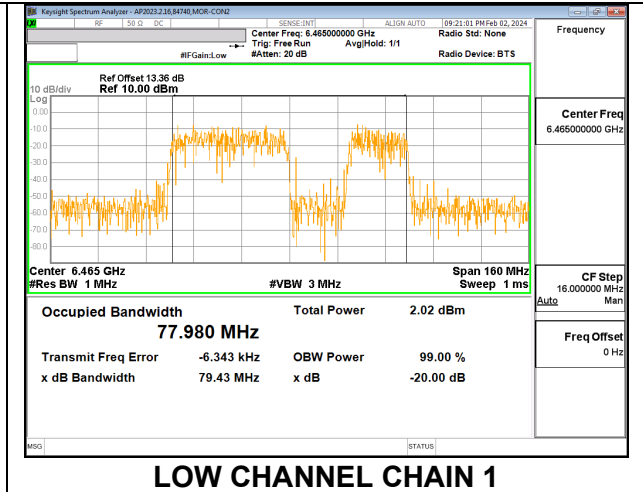 Keysight Spectrum Analyzer - AP2023.2.16,84740,MOR-CON2
RF 50 Ω DC SENSE:INT ALIGN AUTO 09:21:01 PM Feb 02, 2024
Center Freq: 6.465000000 GHz Radio Std: None
Trig: Free Run Avg|Hold: 1/1
#IFGain:Low #Atten: 20 dB Radio Device: BTS
Frequency
Ref Offset 13.36 dB
10 dB/div Ref 10.00 dBm
Log
0.00
-10.0
-20.0
-30.0
-40.0
-50.0
-60.0
-70.0
-80.0
Center Freq
6.465000000 GHz
Center 6.465 GHz Span 160 MHz
#Res BW 1 MHz #VBW 3 MHz Sweep 1 ms
CF Step
16.000000 MHz
Auto Man
Occupied Bandwidth Total Power 2.02 dBm
77.980 MHz
Freq Offset
0 Hz
Transmit Freq Error -6.343 kHz OBW Power 99.00 %
x dB Bandwidth 79.43 MHz x dB -20.00 dB
MSG STATUS
LOW CHANNEL CHAIN 1